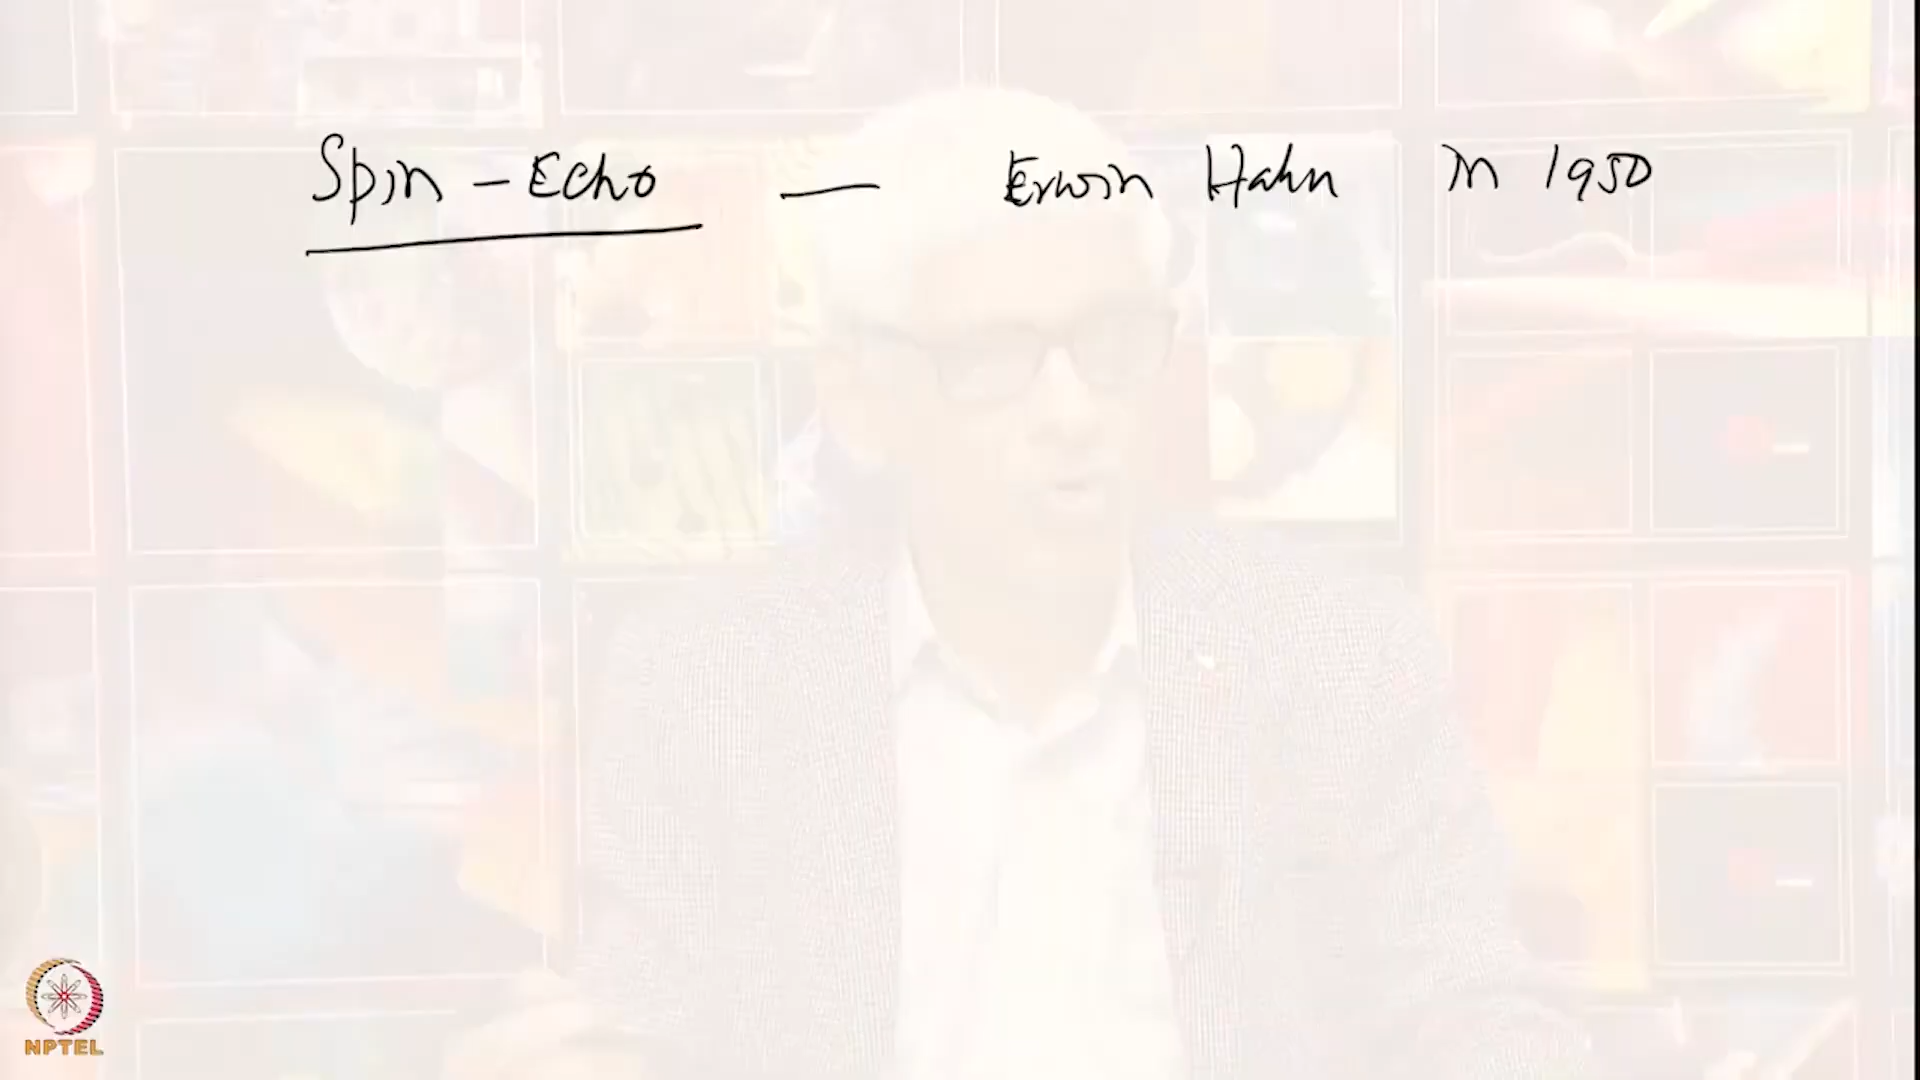 Spin - Echo — Erwin Hahn in 1950
NPTEL